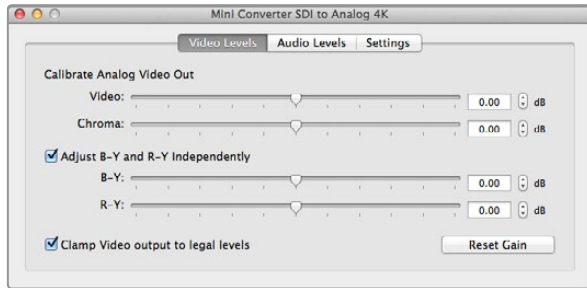 Mini Converter SDI to Analog 4K
Video Levels Audio Levels Settings
Calibrate Analog Video Out
Video: 0.00 dB
Chroma: 0.00 dB
Adjust B-Y and R-Y Independently
B-Y: 0.00 dB
R-Y: 0.00 dB
Clamp Video output to legal levels Reset Gain